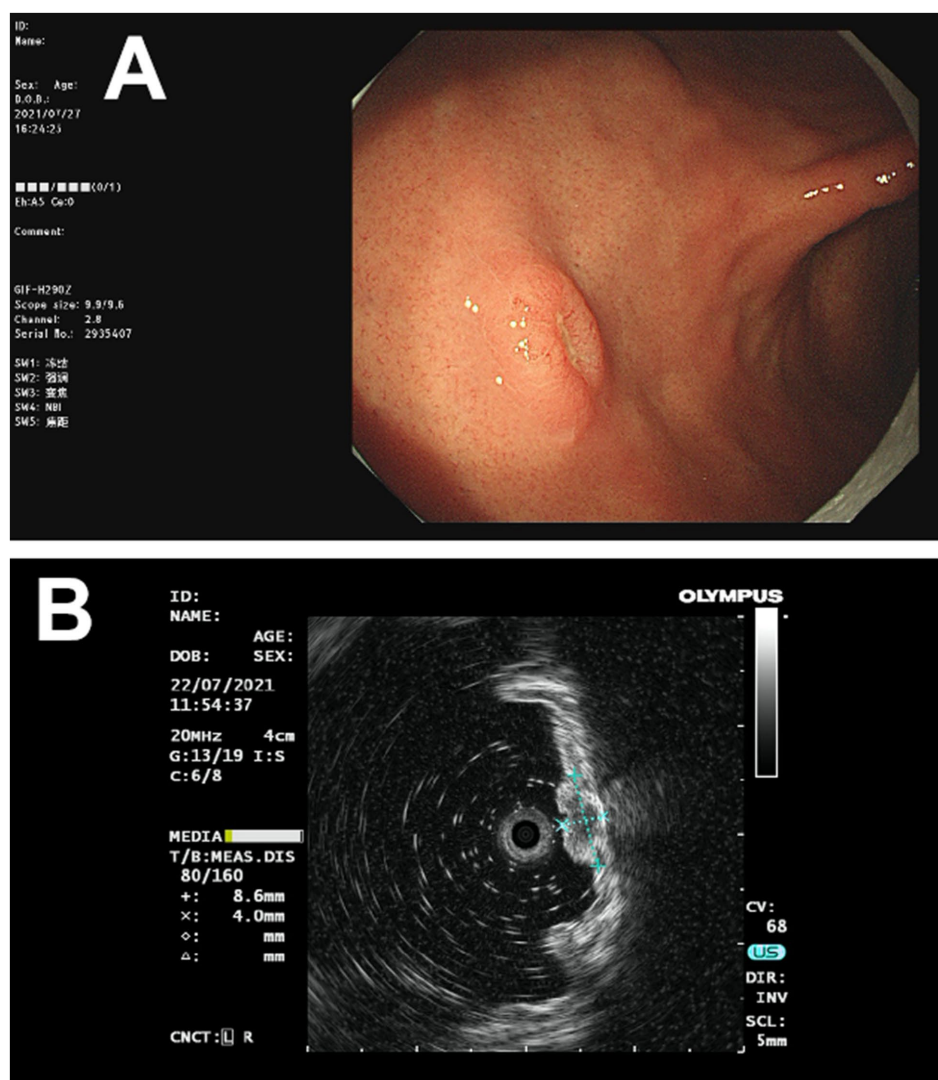 ID:
Name:
A
Sex: Age:
D.O.B.:
2021/07/27
16:24:25
■■■/■■■(0/1)
Eh:A5 Ce:0
Comment:
GIF-H290Z
Scope size: 9.9/9.6
Channel: 2.8
Serial No.: 2935407
SW1: 冻结
SW2: 强调
SW3: 变焦
SW4: NBI
SW5: 焦距
B
ID:
NAME:
AGE:
DOB: SEX:
22/07/2021
11:54:37
20MHz 4cm
G:13/19 I:S
C:6/8
MEDIA
T/B:MEAS.DIS
80/160
+: 8.6mm
×: 4.0mm
◇: mm
△: mm
CNCT:L R
OLYMPUS
CV:
68
US
DIR:
INV
SCL:
5mm